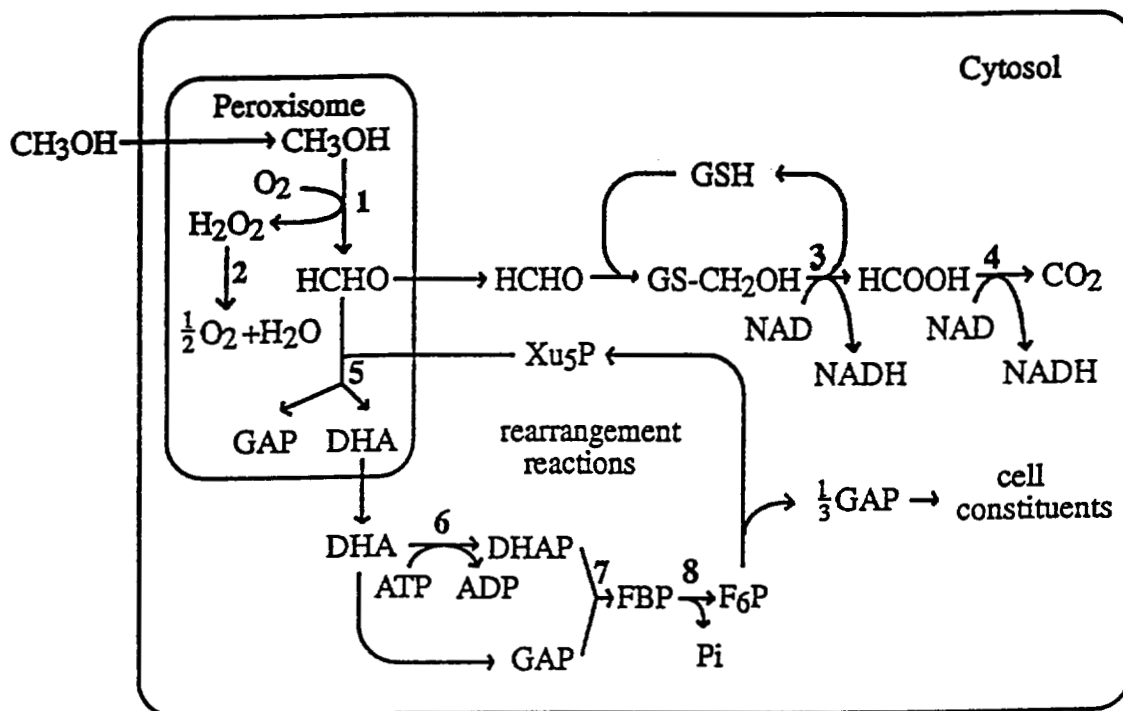 Cytosol
Peroxisome
CH₃OH → CH₃OH
GSH
O₂
1
H₂O₂
2
HCHO → HCHO → GS-CH₂OH 3 HCOOH 4 CO₂
NAD NAD
½O₂+H₂O
Xu₅P
NADH NADH
5
GAP DHA
rearrangement
reactions
⅓GAP → cell
constituents
6
DHA → DHAP
ATP ADP
7 8
FBP → F₆P
GAP
Pi